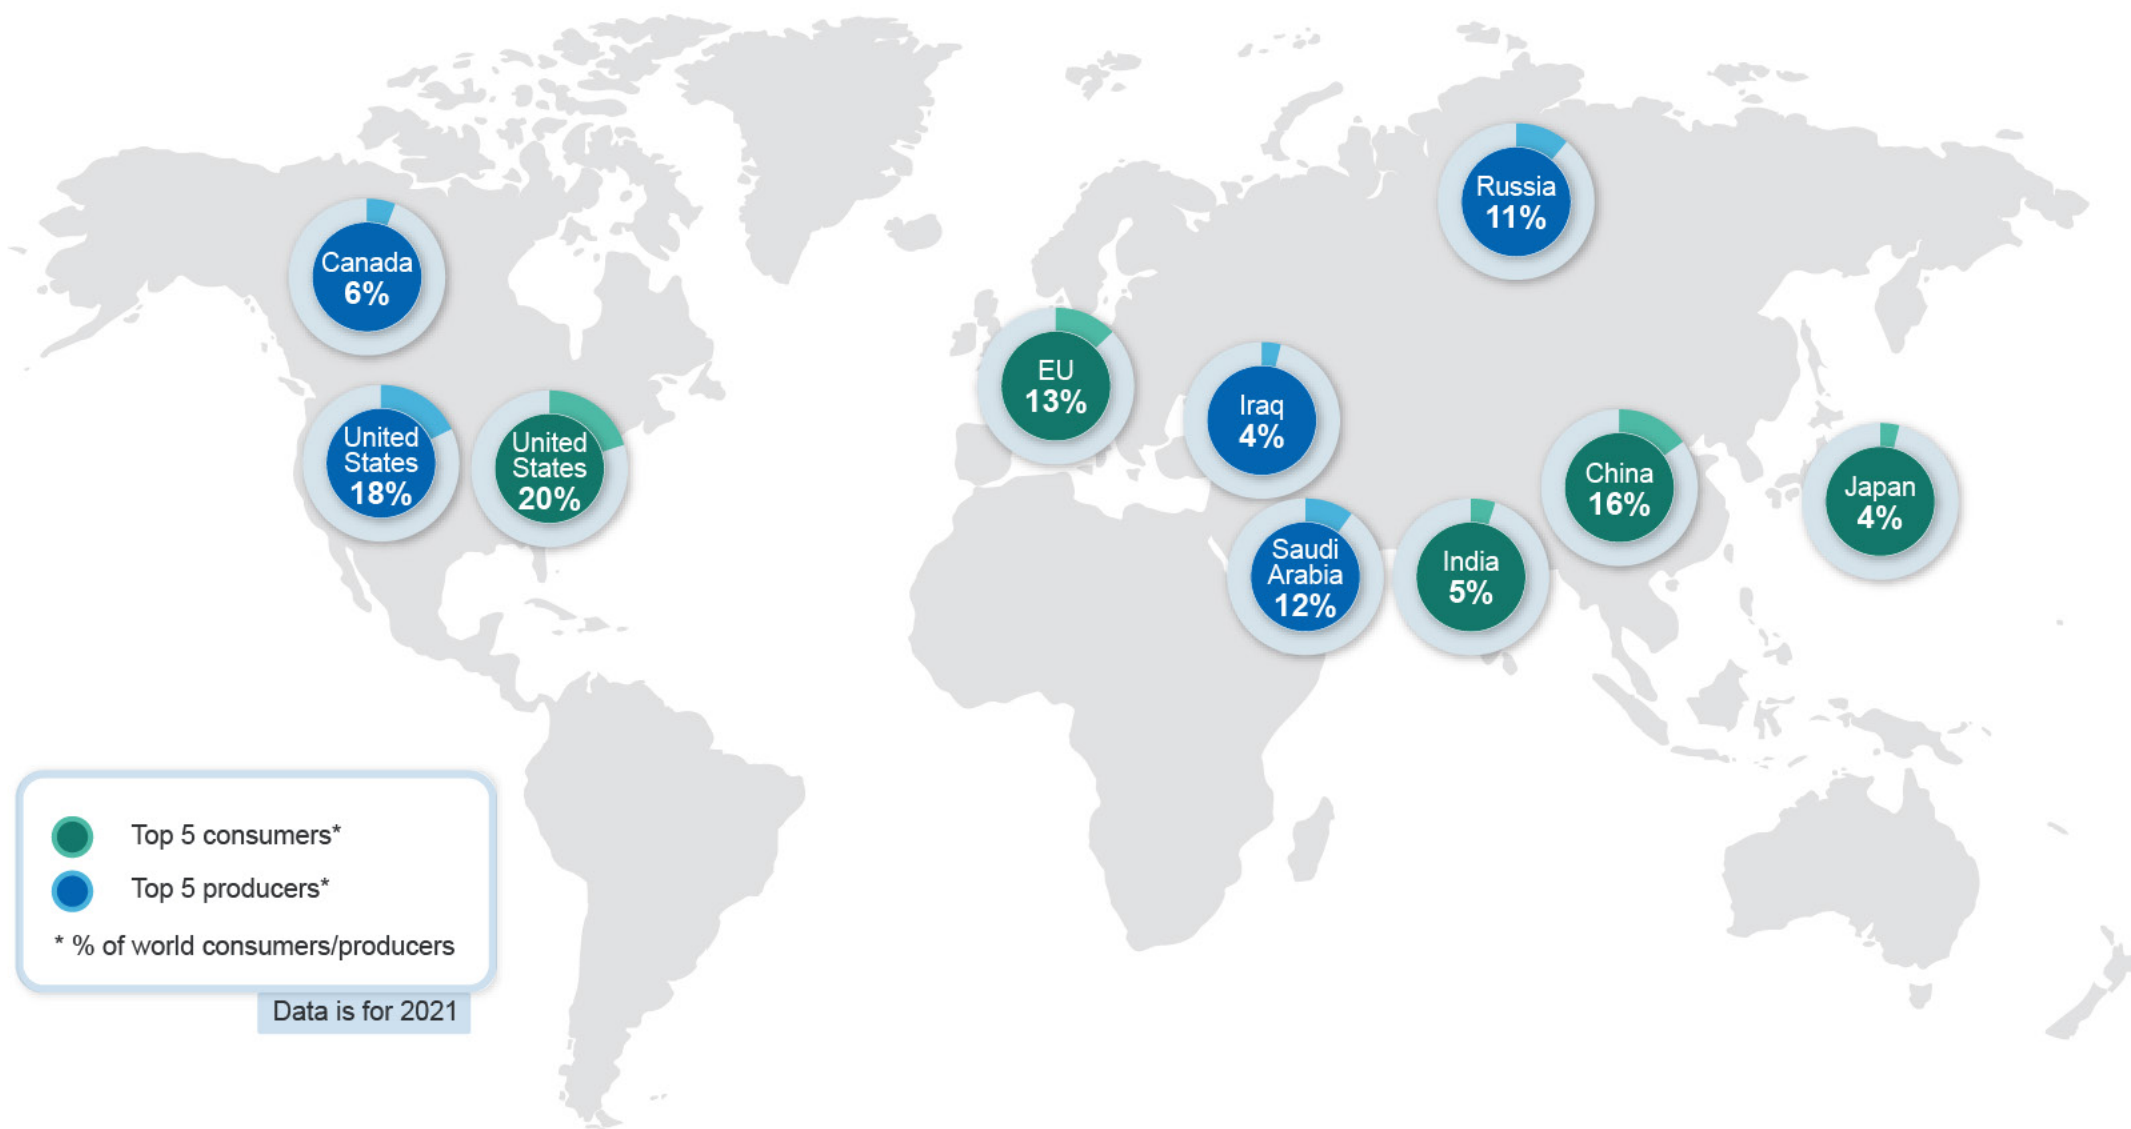 Russia
11%
Canada
6%
EU
13%
Iraq
4%
United
States
18%
United
States
20%
China
16%
Japan
4%
Saudi
Arabia
12%
India
5%
Top 5 consumers*
Top 5 producers*
* % of world consumers/producers
Data is for 2021